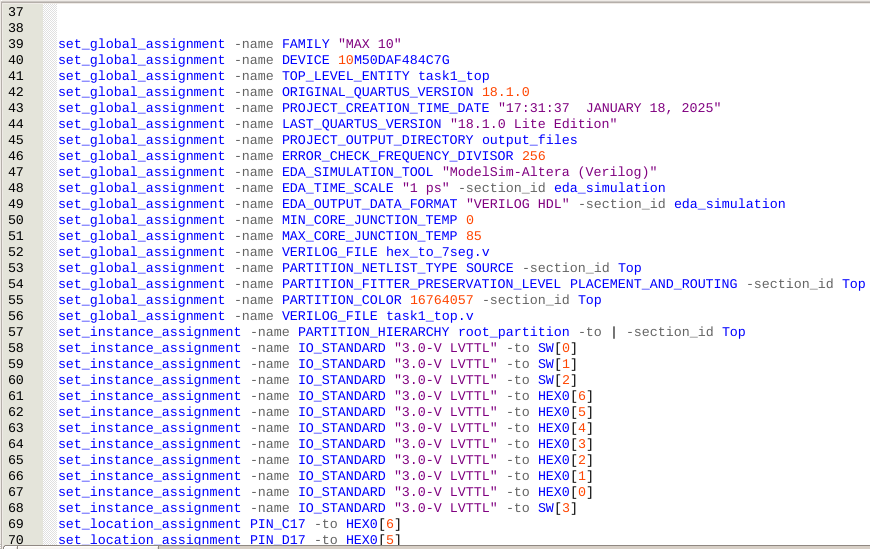 37
38
39 set_global_assignment -name FAMILY "MAX 10"
40 set_global_assignment -name DEVICE 10M50DAF484C7G
41 set_global_assignment -name TOP_LEVEL_ENTITY task1_top
42 set_global_assignment -name ORIGINAL_QUARTUS_VERSION 18.1.0
43 set_global_assignment -name PROJECT_CREATION_TIME_DATE "17:31:37  JANUARY 18, 2025"
44 set_global_assignment -name LAST_QUARTUS_VERSION "18.1.0 Lite Edition"
45 set_global_assignment -name PROJECT_OUTPUT_DIRECTORY output_files
46 set_global_assignment -name ERROR_CHECK_FREQUENCY_DIVISOR 256
47 set_global_assignment -name EDA_SIMULATION_TOOL "ModelSim-Altera (Verilog)"
48 set_global_assignment -name EDA_TIME_SCALE "1 ps" -section_id eda_simulation
49 set_global_assignment -name EDA_OUTPUT_DATA_FORMAT "VERILOG HDL" -section_id eda_simulation
50 set_global_assignment -name MIN_CORE_JUNCTION_TEMP 0
51 set_global_assignment -name MAX_CORE_JUNCTION_TEMP 85
52 set_global_assignment -name VERILOG_FILE hex_to_7seg.v
53 set_global_assignment -name PARTITION_NETLIST_TYPE SOURCE -section_id Top
54 set_global_assignment -name PARTITION_FITTER_PRESERVATION_LEVEL PLACEMENT_AND_ROUTING -section_id Top
55 set_global_assignment -name PARTITION_COLOR 16764057 -section_id Top
56 set_global_assignment -name VERILOG_FILE task1_top.v
57 set_instance_assignment -name PARTITION_HIERARCHY root_partition -to | -section_id Top
58 set_instance_assignment -name IO_STANDARD "3.0-V LVTTL" -to SW[0]
59 set_instance_assignment -name IO_STANDARD "3.0-V LVTTL" -to SW[1]
60 set_instance_assignment -name IO_STANDARD "3.0-V LVTTL" -to SW[2]
61 set_instance_assignment -name IO_STANDARD "3.0-V LVTTL" -to HEX0[6]
62 set_instance_assignment -name IO_STANDARD "3.0-V LVTTL" -to HEX0[5]
63 set_instance_assignment -name IO_STANDARD "3.0-V LVTTL" -to HEX0[4]
64 set_instance_assignment -name IO_STANDARD "3.0-V LVTTL" -to HEX0[3]
65 set_instance_assignment -name IO_STANDARD "3.0-V LVTTL" -to HEX0[2]
66 set_instance_assignment -name IO_STANDARD "3.0-V LVTTL" -to HEX0[1]
67 set_instance_assignment -name IO_STANDARD "3.0-V LVTTL" -to HEX0[0]
68 set_instance_assignment -name IO_STANDARD "3.0-V LVTTL" -to SW[3]
69 set_location_assignment PIN_C17 -to HEX0[6]
70 set_location_assignment PIN_D17 -to HEX0[5]